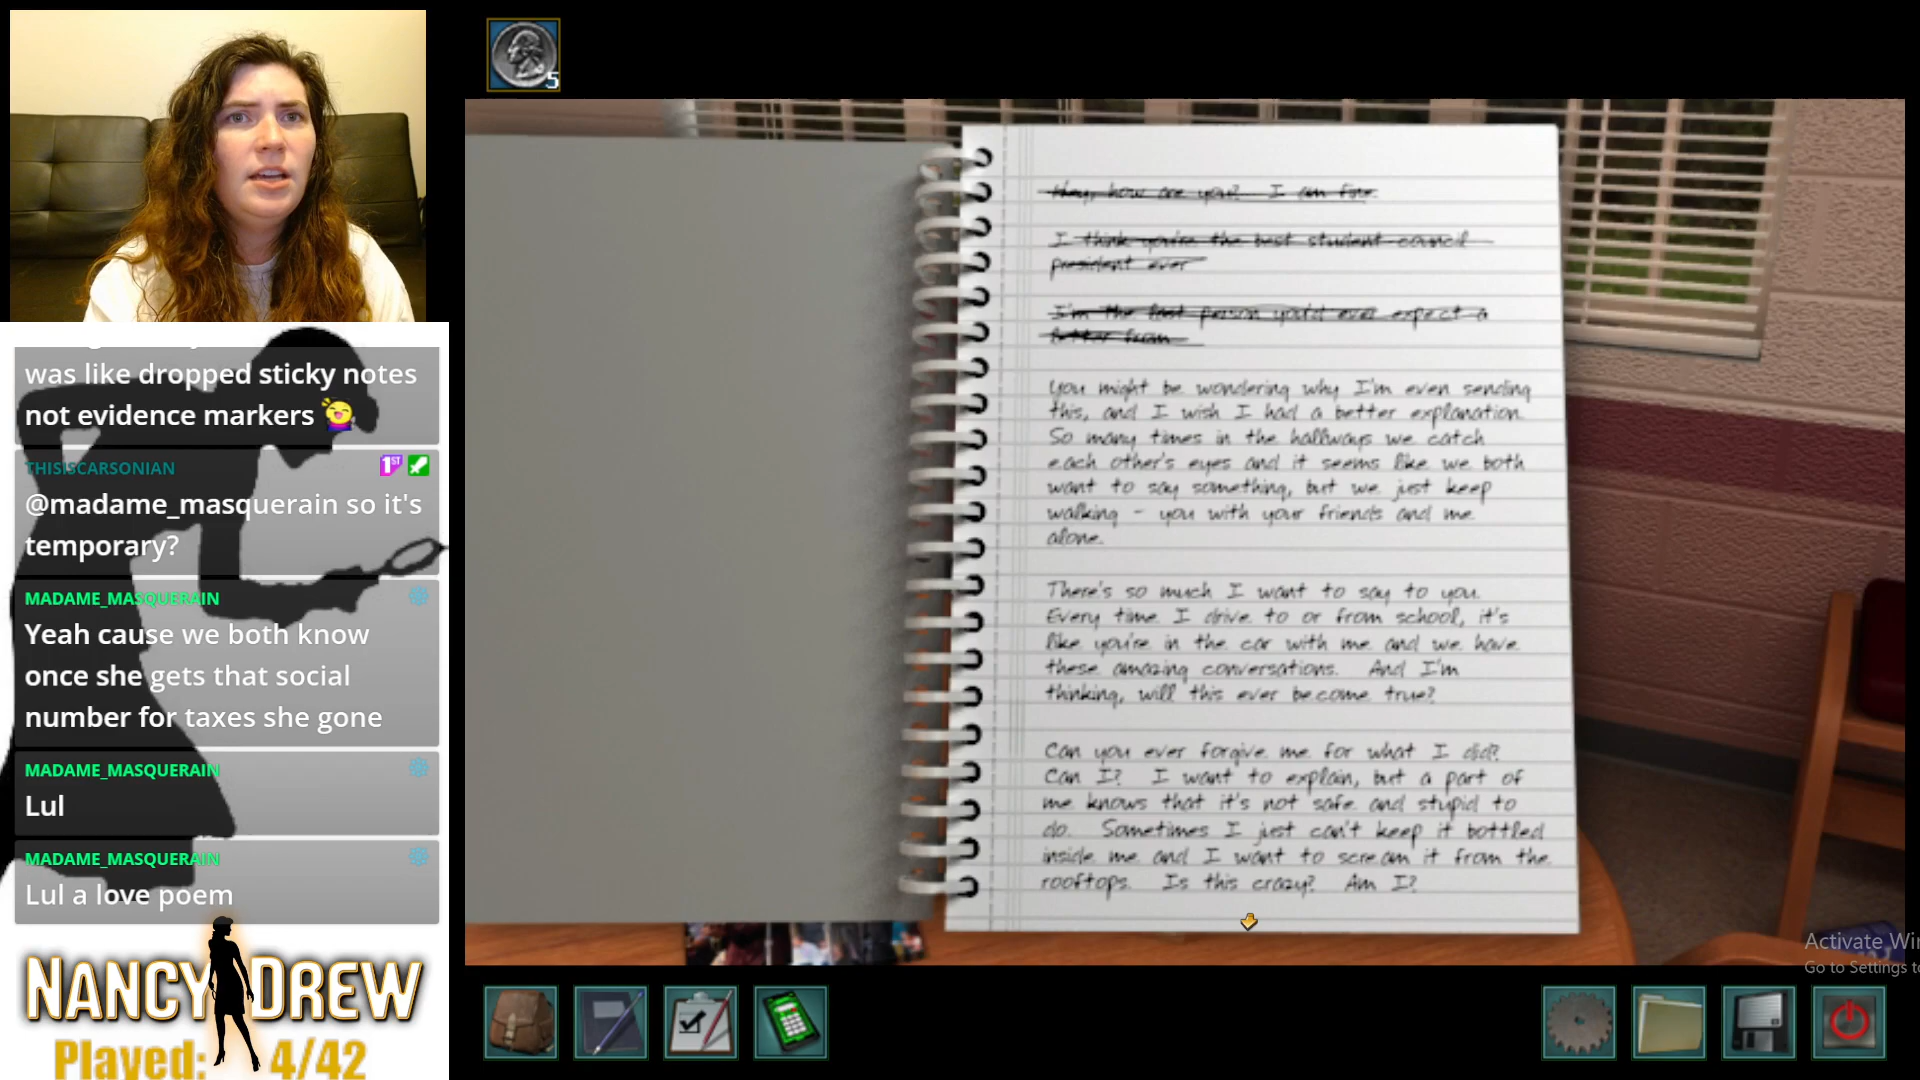 5
was like dropped sticky notes
not evidence markers
THISISCARSONIAN
1ST
@madame_masquerain so it's
temporary?
MADAME_MASQUERAIN
Yeah cause we both know
once she gets that social
number for taxes she gone
MADAME_MASQUERAIN
Lul
MADAME_MASQUERAIN
Lul a love poem
NANCY DREW
Played: 4/42
Hey, how are you? I am fine.
I think you're the best student council
president ever
I'm the last person you'd ever expect a
letter from
You might be wondering why I'm even sending
this, and I wish I had a better explanation.
So many times in the hallways we catch
each other's eyes and it seems like we both
want to say something, but we just keep
walking - you with your friends and me
alone.
There's so much I want to say to you.
Every time I drive to or from school, it's
like you're in the car with me and we have
these amazing conversations. And I'm
thinking, will this ever become true?
Can you ever forgive me for what I did?
Can I? I want to explain, but a part of
me knows that it's not safe and stupid to
do. Sometimes I just can't keep it bottled
inside me and I want to scream it from the
rooftops. Is this crazy? Am I?
Activate Win
Go to Settings to